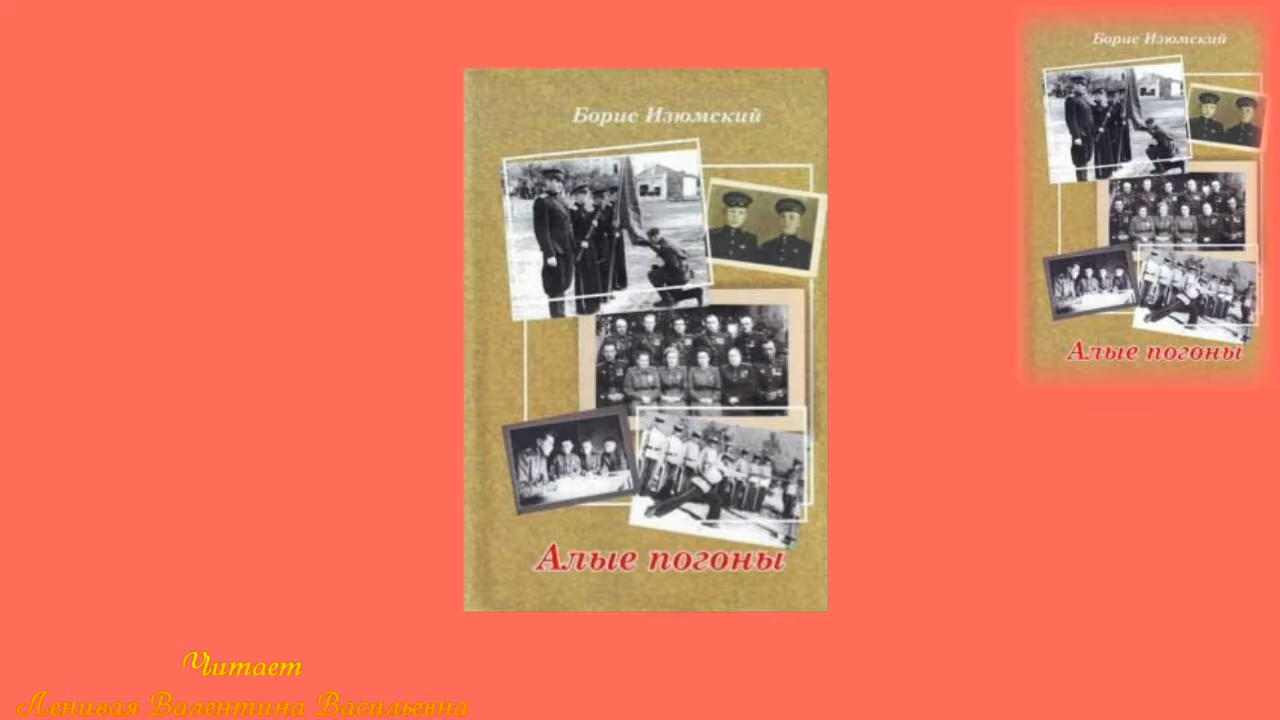 Борис Изюмский
Алые погоны
Борис Изюмский
Алые погоны
Читает
Ленивая Валентина Васильевна